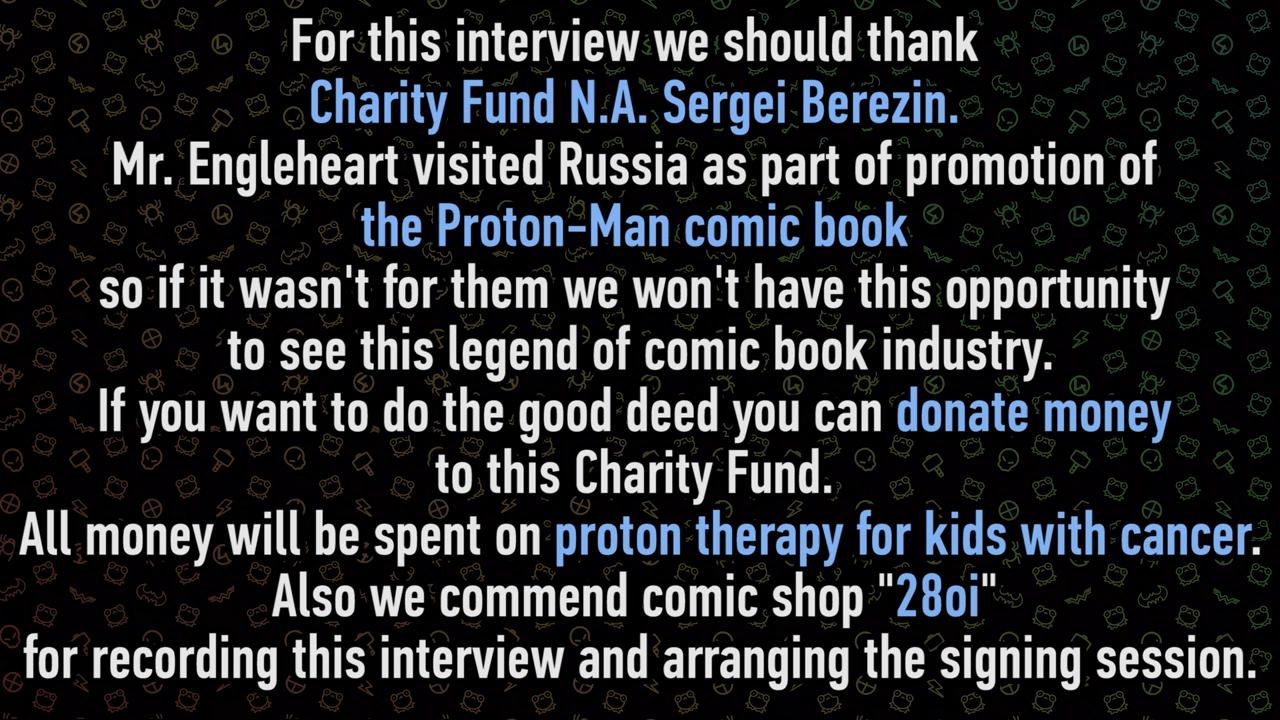 For this interview we should thank
Charity Fund N.A. Sergei Berezin.
Mr. Engleheart visited Russia as part of promotion of
the Proton-Man comic book
so if it wasn't for them we won't have this opportunity
to see this legend of comic book industry.
If you want to do the good deed you can donate money
to this Charity Fund.
All money will be spent on proton therapy for kids with cancer.
Also we commend comic shop "28oi"
for recording this interview and arranging the signing session.